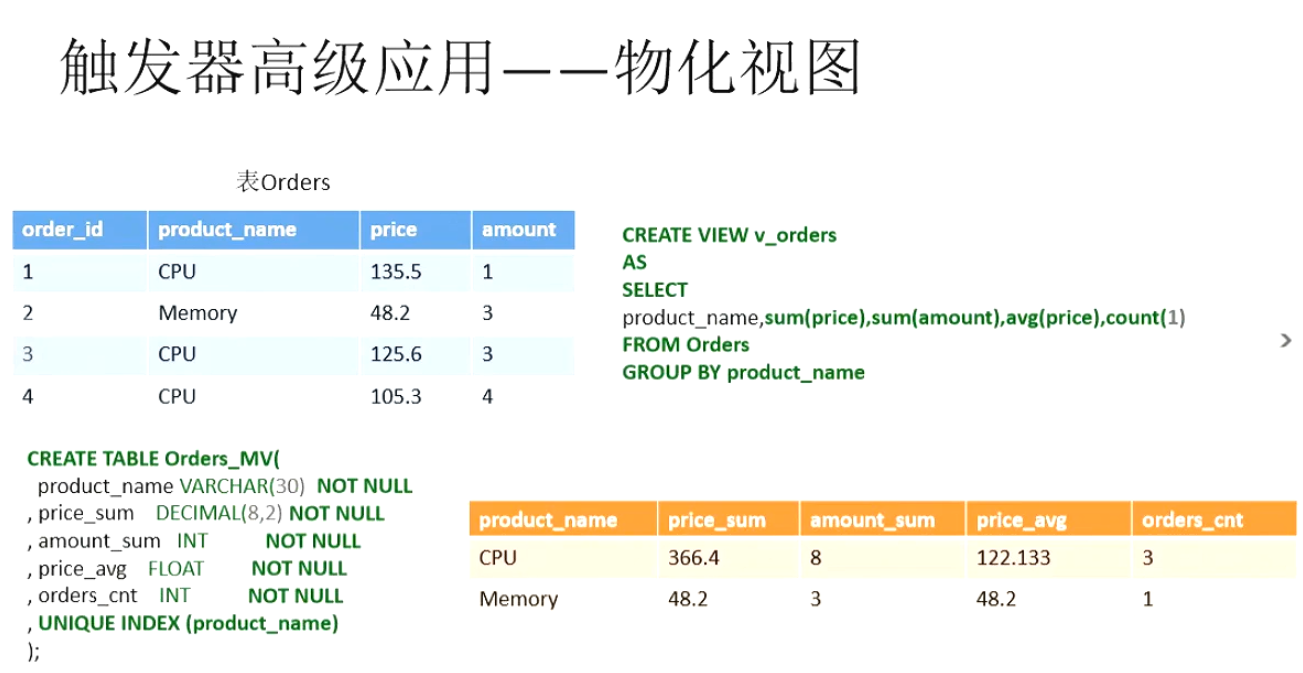 触发器高级应用——物化视图
表Orders
order_id product_name price amount
1 CPU 135.5 1
2 Memory 48.2 3
3 CPU 125.6 3
4 CPU 105.3 4
CREATE VIEW v_orders
AS
SELECT
product_name,sum(price),sum(amount),avg(price),count(1)
FROM Orders
GROUP BY product_name
CREATE TABLE Orders_MV(
product_name VARCHAR(30) NOT NULL
, price_sum DECIMAL(8,2) NOT NULL
, amount_sum INT NOT NULL
, price_avg FLOAT NOT NULL
, orders_cnt INT NOT NULL
, UNIQUE INDEX (product_name)
);
product_name price_sum amount_sum price_avg orders_cnt
CPU 366.4 8 122.133 3
Memory 48.2 3 48.2 1